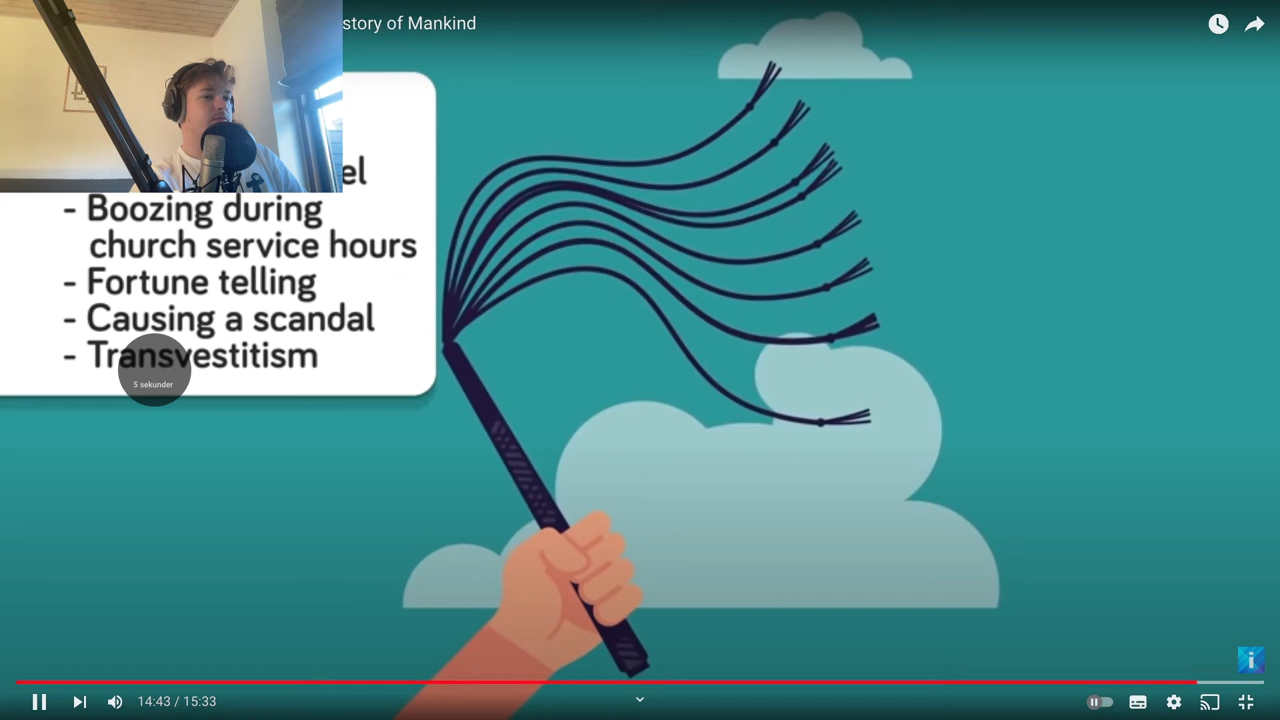 story of Mankind
el
- Boozing during
church service hours
- Fortune telling
- Causing a scandal
- Transvestitism
5 sekunder
i
14:43 / 15:33